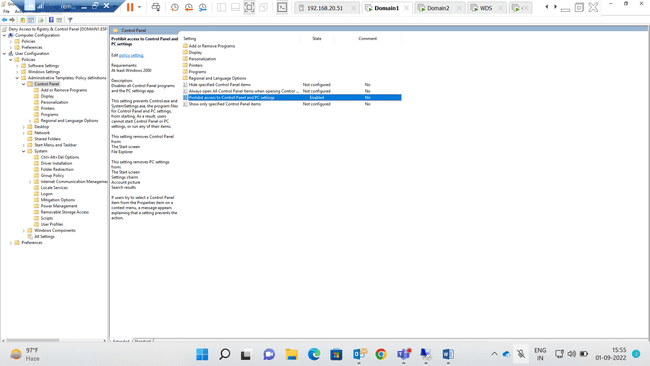 192.168.20.51
Domain1
Domain2
WDS
File
Deny Access to Rgistry & Control Panel [DOMAIN1.ESP
Computer Configuration
Policies
Preferences
User Configuration
Policies
Software Settings
Windows Settings
Administrative Templates: Policy definitions
Control Panel
Add or Remove Programs
Display
Personalization
Printers
Programs
Regional and Language Options
Desktop
Network
Shared Folders
Start Menu and Taskbar
System
Ctrl+Alt+Del Options
Driver Installation
Folder Redirection
Group Policy
Internet Communication Managemen
Locale Services
Logon
Mitigation Options
Power Management
Removable Storage Access
Scripts
User Profiles
Windows Components
All Settings
Preferences
Control Panel
Prohibit access to Control Panel and
PC settings
Edit policy setting
Requirements:
At least Windows 2000
Description:
Disables all Control Panel programs
and the PC settings app.
This setting prevents Control.exe and
SystemSettings.exe, the program files
for Control Panel and PC settings,
from starting. As a result, users
cannot start Control Panel or PC
settings, or run any of their items.
This setting removes Control Panel
from:
The Start screen
File Explorer
This setting removes PC settings
from:
The Start screen
Settings charm
Account picture
Search results
If users try to select a Control Panel
item from the Properties item on a
context menu, a message appears
explaining that a setting prevents the
action.
Setting State Comment
Add or Remove Programs
Display
Personalization
Printers
Programs
Regional and Language Options
Hide specified Control Panel items Not configured No
Always open All Control Panel Items when opening Control ... Not configured No
Prohibit access to Control Panel and PC settings Enabled No
Show only specified Control Panel items Not configured No
Extended Standard
97°F
Haze
ENG
IN
15:55
01-09-2022